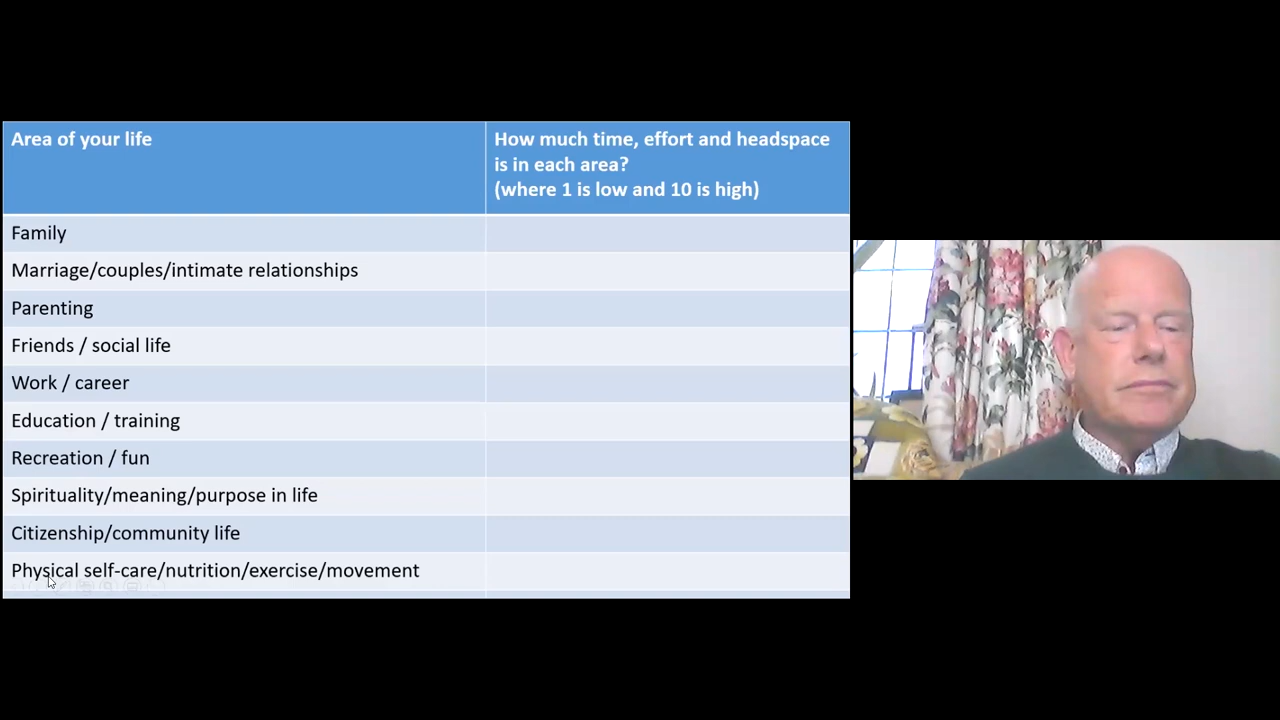 Area of your life
How much time, effort and headspace
is in each area?
(where 1 is low and 10 is high)
Family
Marriage/couples/intimate relationships
Parenting
Friends / social life
Work / career
Education / training
Recreation / fun
Spirituality/meaning/purpose in life
Citizenship/community life
Physical self-care/nutrition/exercise/movement